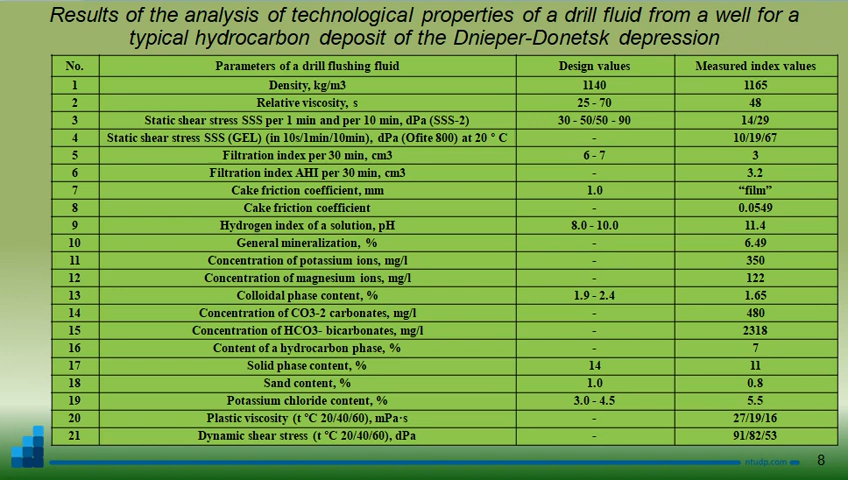 Results of the analysis of technological properties of a drill fluid from a well for a
typical hydrocarbon deposit of the Dnieper-Donetsk depression
No. Parameters of a drill flushing fluid Design values Measured index values
1 Density, kg/m3 1140 1165
2 Relative viscosity, s 25 - 70 48
3 Static shear stress SSS per 1 min and per 10 min, dPa (SSS-2) 30 - 50/50 - 90 14/29
4 Static shear stress SSS (GEL) (in 10s/1min/10min), dPa (Ofite 800) at 20 ° C - 10/19/67
5 Filtration index per 30 min, cm3 6 - 7 3
6 Filtration index AHI per 30 min, cm3 - 3.2
7 Cake friction coefficient, mm 1.0 “film”
8 Cake friction coefficient - 0.0549
9 Hydrogen index of a solution, pH 8.0 - 10.0 11.4
10 General mineralization, % - 6.49
11 Concentration of potassium ions, mg/l - 350
12 Concentration of magnesium ions, mg/l - 122
13 Colloidal phase content, % 1.9 - 2.4 1.65
14 Concentration of CO3-2 carbonates, mg/l - 480
15 Concentration of HCO3- bicarbonates, mg/l - 2318
16 Content of a hydrocarbon phase, % - 7
17 Solid phase content, % 14 11
18 Sand content, % 1.0 0.8
19 Potassium chloride content, % 3.0 - 4.5 5.5
20 Plastic viscosity (t °C 20/40/60), mPa·s - 27/19/16
21 Dynamic shear stress (t °C 20/40/60), dPa - 91/82/53
ntudp.com 8